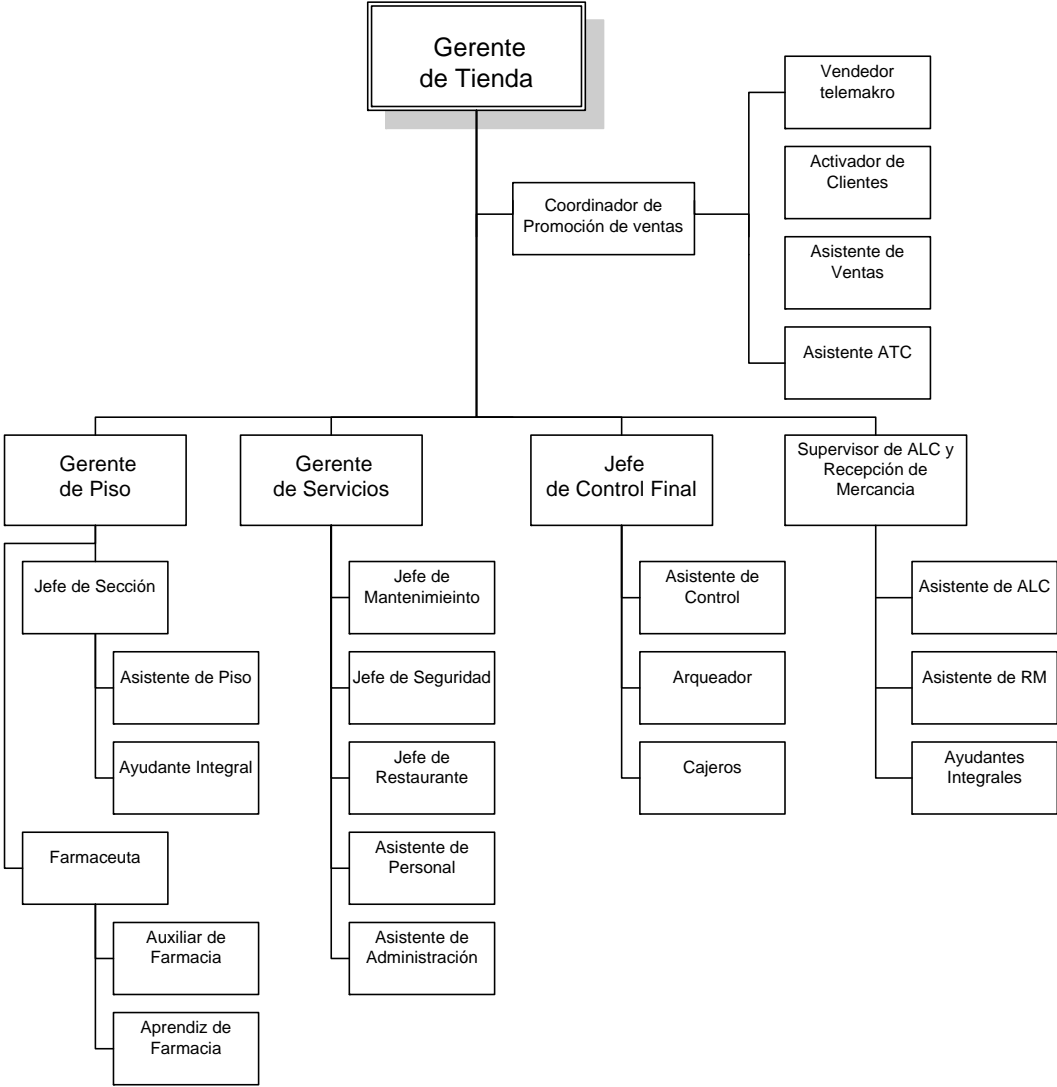 Gerente
de Tienda
Vendedor
telemakro
Activador de
Clientes
Coordinador de
Promoción de ventas
Asistente de
Ventas
Asistente ATC
Gerente
de Piso
Gerente
de Servicios
Jefe
de Control Final
Supervisor de ALC y
Recepción de
Mercancia
Jefe de Sección
Asistente de Piso
Ayudante Integral
Farmaceuta
Auxiliar de
Farmacia
Aprendiz de
Farmacia
Jefe de
Mantenimieinto
Jefe de Seguridad
Jefe de
Restaurante
Asistente de
Personal
Asistente de
Administración
Asistente de
Control
Arqueador
Cajeros
Asistente de ALC
Asistente de RM
Ayudantes
Integrales